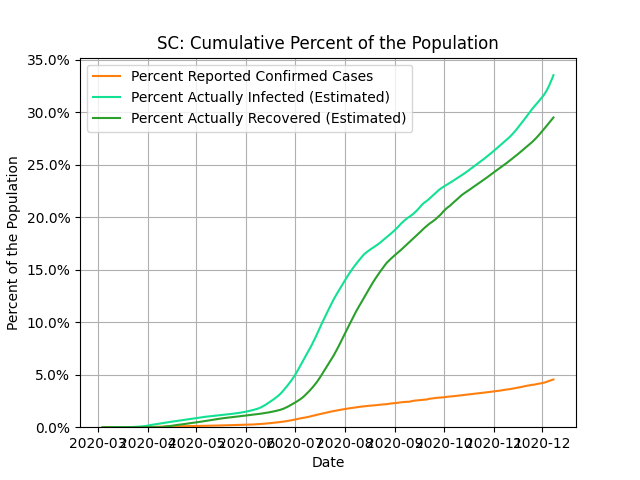 SC: Cumulative Percent of the Population
35.0%
30.0%
25.0%
20.0%
15.0%
10.0%
5.0%
0.0%
Percent of the Population
Percent Reported Confirmed Cases
Percent Actually Infected (Estimated)
Percent Actually Recovered (Estimated)
2020-03 2020-04 2020-05 2020-06 2020-07 2020-08 2020-09 2020-10 2020-11 2020-12
Date